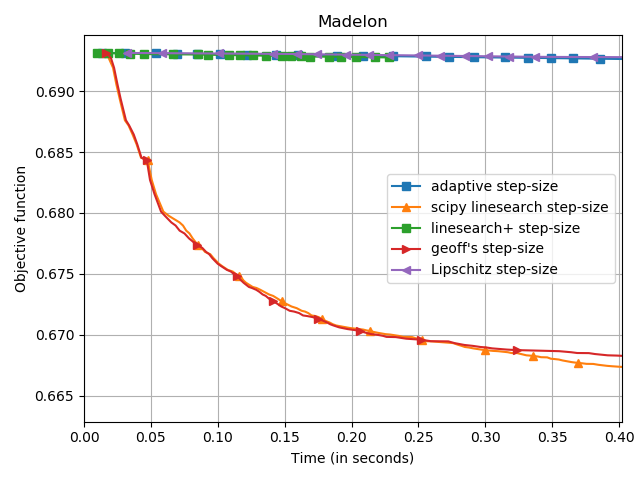 Madelon
0.690
0.685
0.680
0.675
0.670
0.665
Objective function
adaptive step-size
scipy linesearch step-size
linesearch+ step-size
geoff's step-size
Lipschitz step-size
0.00 0.05 0.10 0.15 0.20 0.25 0.30 0.35 0.40
Time (in seconds)